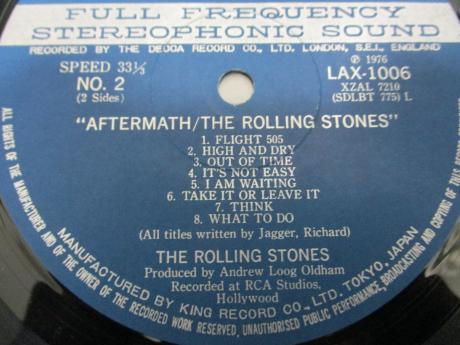 FULL FREQUENCY
STEREOPHONIC SOUND
RECORDED BY THE DECCA RECORD CO., LTD. LONDON, S.E.I., ENGLAND
SPEED 33⅓
NO. 2
(2 Sides)
Ⓟ 1976
LAX-1006
XZAL 7210
(SDLBT 775) L
"AFTERMATH/THE ROLLING STONES"
1. FLIGHT 505
2. HIGH AND DRY
3. OUT OF TIME
4. IT'S NOT EASY
5. I AM WAITING
6. TAKE IT OR LEAVE IT
7. THINK
8. WHAT TO DO
(All titles written by Jagger, Richard)
THE ROLLING STONES
Produced by Andrew Loog Oldham
Recorded at RCA Studios,
Hollywood
MANUFACTURED BY KING RECORD CO., LTD. TOKYO, JAPAN
ALL RIGHTS OF THE MANUFACTURER AND OF THE OWNER OF THE RECORDED WORK RESERVED, UNAUTHORISED PUBLIC PERFORMANCE, BROADCASTING AND COPYING OF THIS